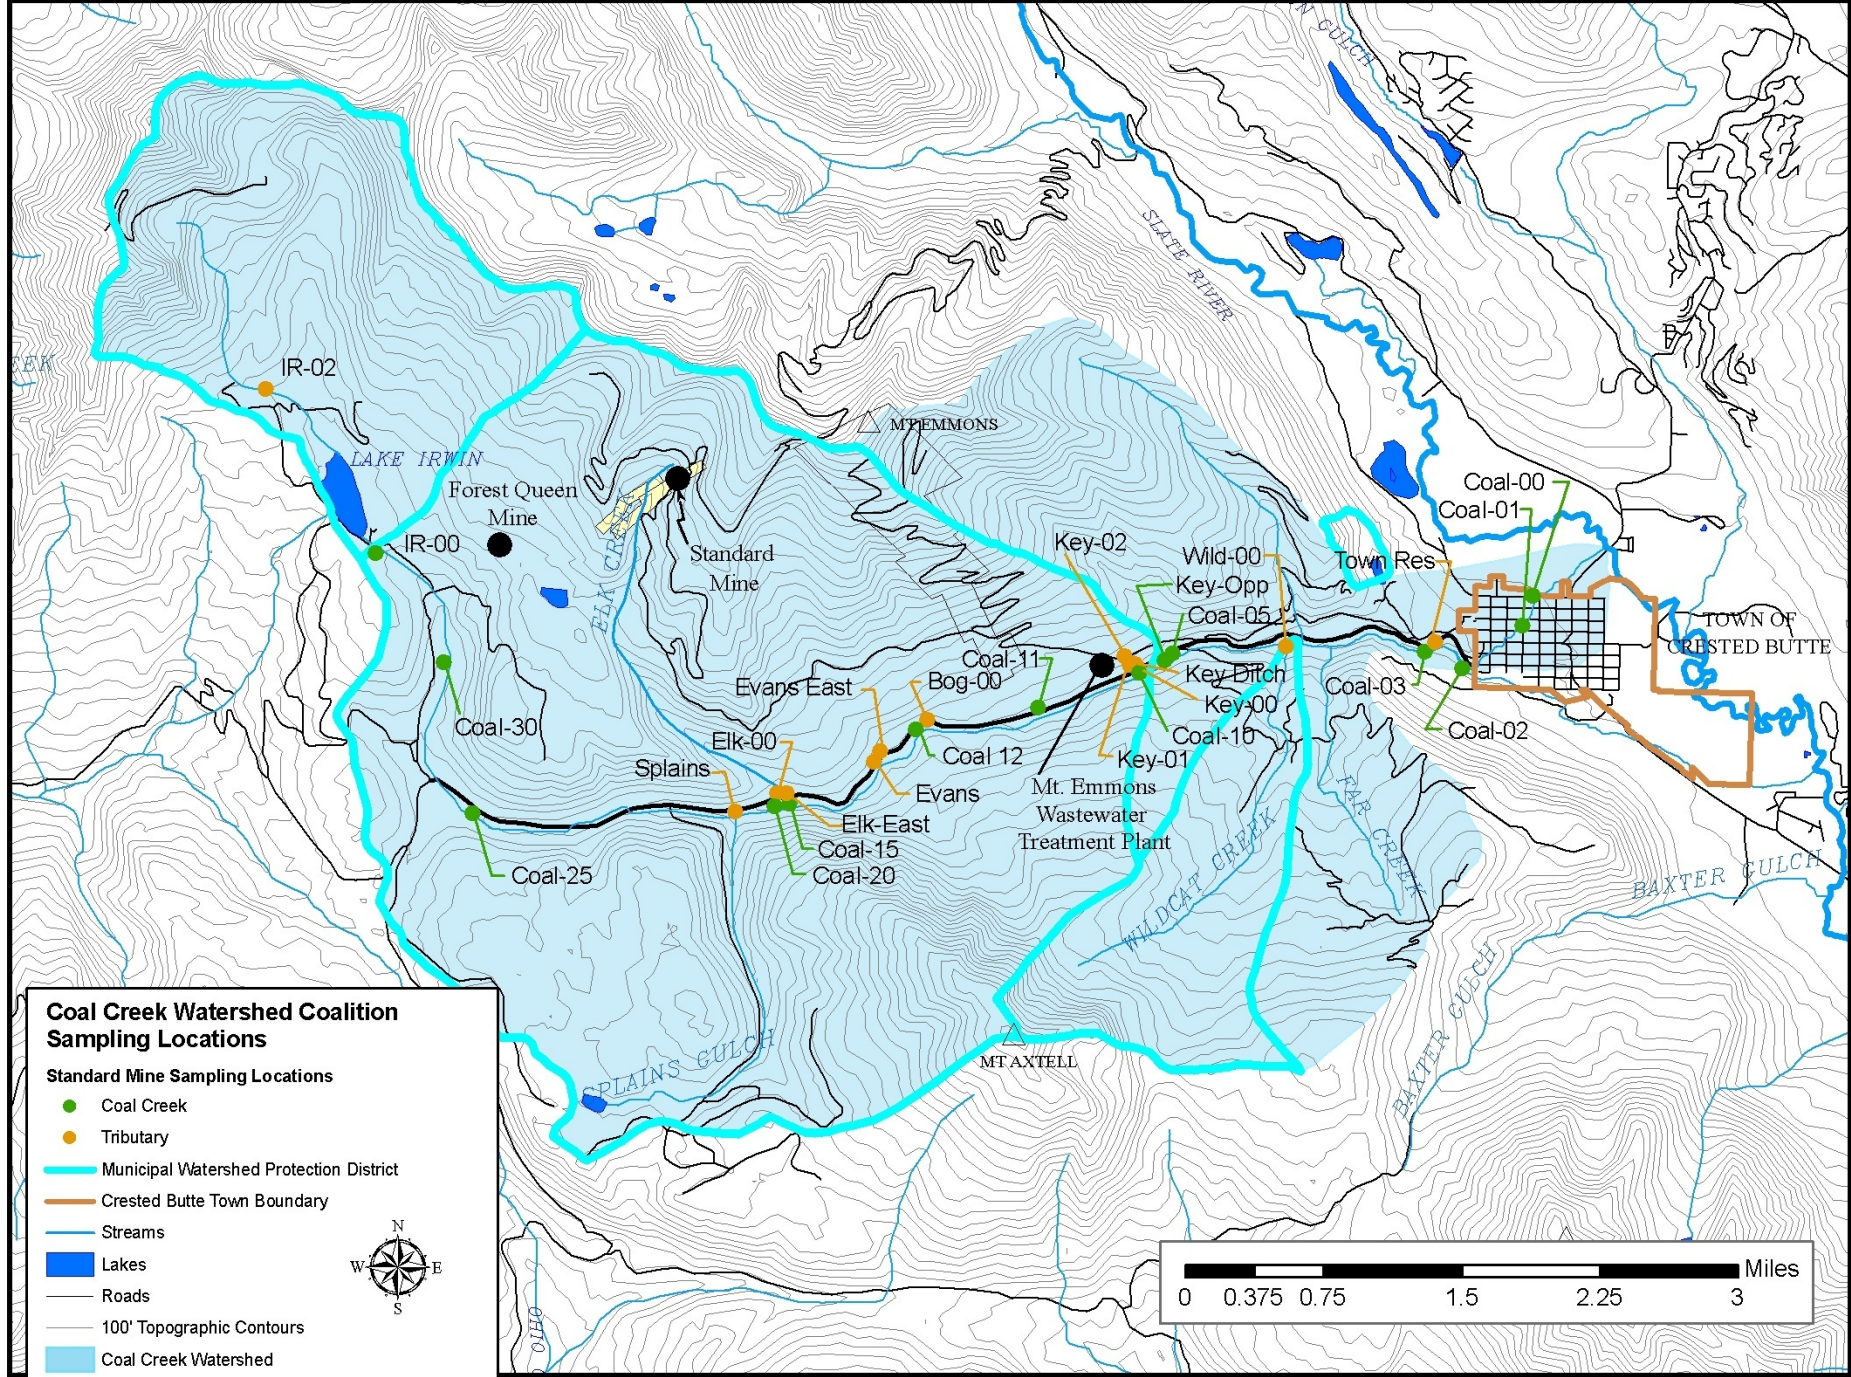 N GULCH
SLATE RIVER
EEK
IR-02
LAKE IRWIN
MT EMMONS
Forest Queen
Mine
IR-00
Standard
Mine
ELK CREEK
Coal-00
Coal-01
Key-02
Wild-00
Town Res
Key-Opp
Coal-05
TOWN OF
CRESTED BUTTE
Coal-11
Key Ditch
Bog-00
Evans East
Coal-03
Key-00
Coal-30
Coal-10
Coal-02
Elk-00
Coal 12
Key-01
Splains
Evans
Mt. Emmons
Wastewater
Treatment Plant
Elk-East
Coal-15
Coal-20
Coal-25
FAR CREEK
WILDCAT CREEK
BAXTER GULCH
BAXTER GULCH
SPLAINS GULCH
MT AXTELL
OHIO
Coal Creek Watershed Coalition
Sampling Locations
Standard Mine Sampling Locations
Coal Creek
Tributary
Municipal Watershed Protection District
Crested Butte Town Boundary
Streams
Lakes
Roads
100' Topographic Contours
Coal Creek Watershed
N
W E
S
Miles
0 0.375 0.75 1.5 2.25 3